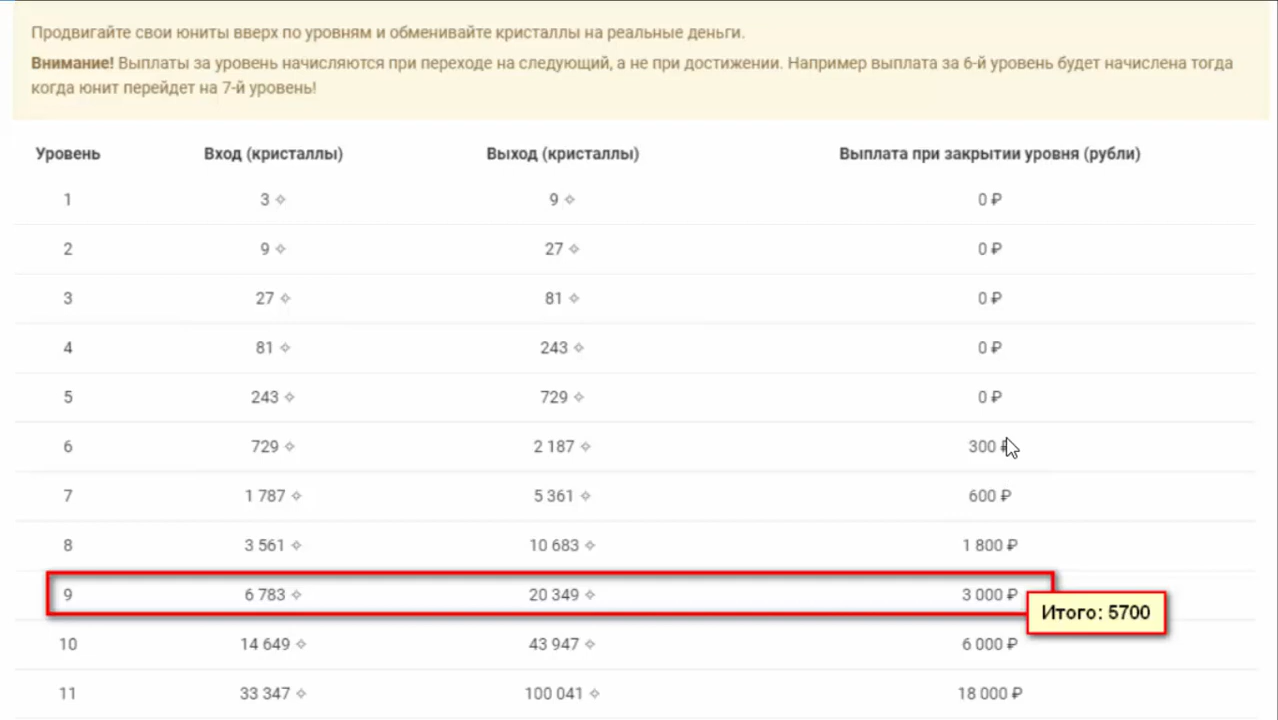 Продвигайте свои юниты вверх по уровням и обменивайте кристаллы на реальные деньги.
Внимание! Выплаты за уровень начисляются при переходе на следующий, а не при достижении. Например выплата за 6-й уровень будет начислена тогда
когда юнит перейдет на 7-й уровень!
Уровень Вход (кристаллы) Выход (кристаллы) Выплата при закрытии уровня (рубли)
1 3 ✧ 9 ✧ 0 ₽
2 9 ✧ 27 ✧ 0 ₽
3 27 ✧ 81 ✧ 0 ₽
4 81 ✧ 243 ✧ 0 ₽
5 243 ✧ 729 ✧ 0 ₽
6 729 ✧ 2 187 ✧ 300 ₽
7 1 787 ✧ 5 361 ✧ 600 ₽
8 3 561 ✧ 10 683 ✧ 1 800 ₽
9 6 783 ✧ 20 349 ✧ 3 000 ₽
Итого: 5700
10 14 649 ✧ 43 947 ✧ 6 000 ₽
11 33 347 ✧ 100 041 ✧ 18 000 ₽